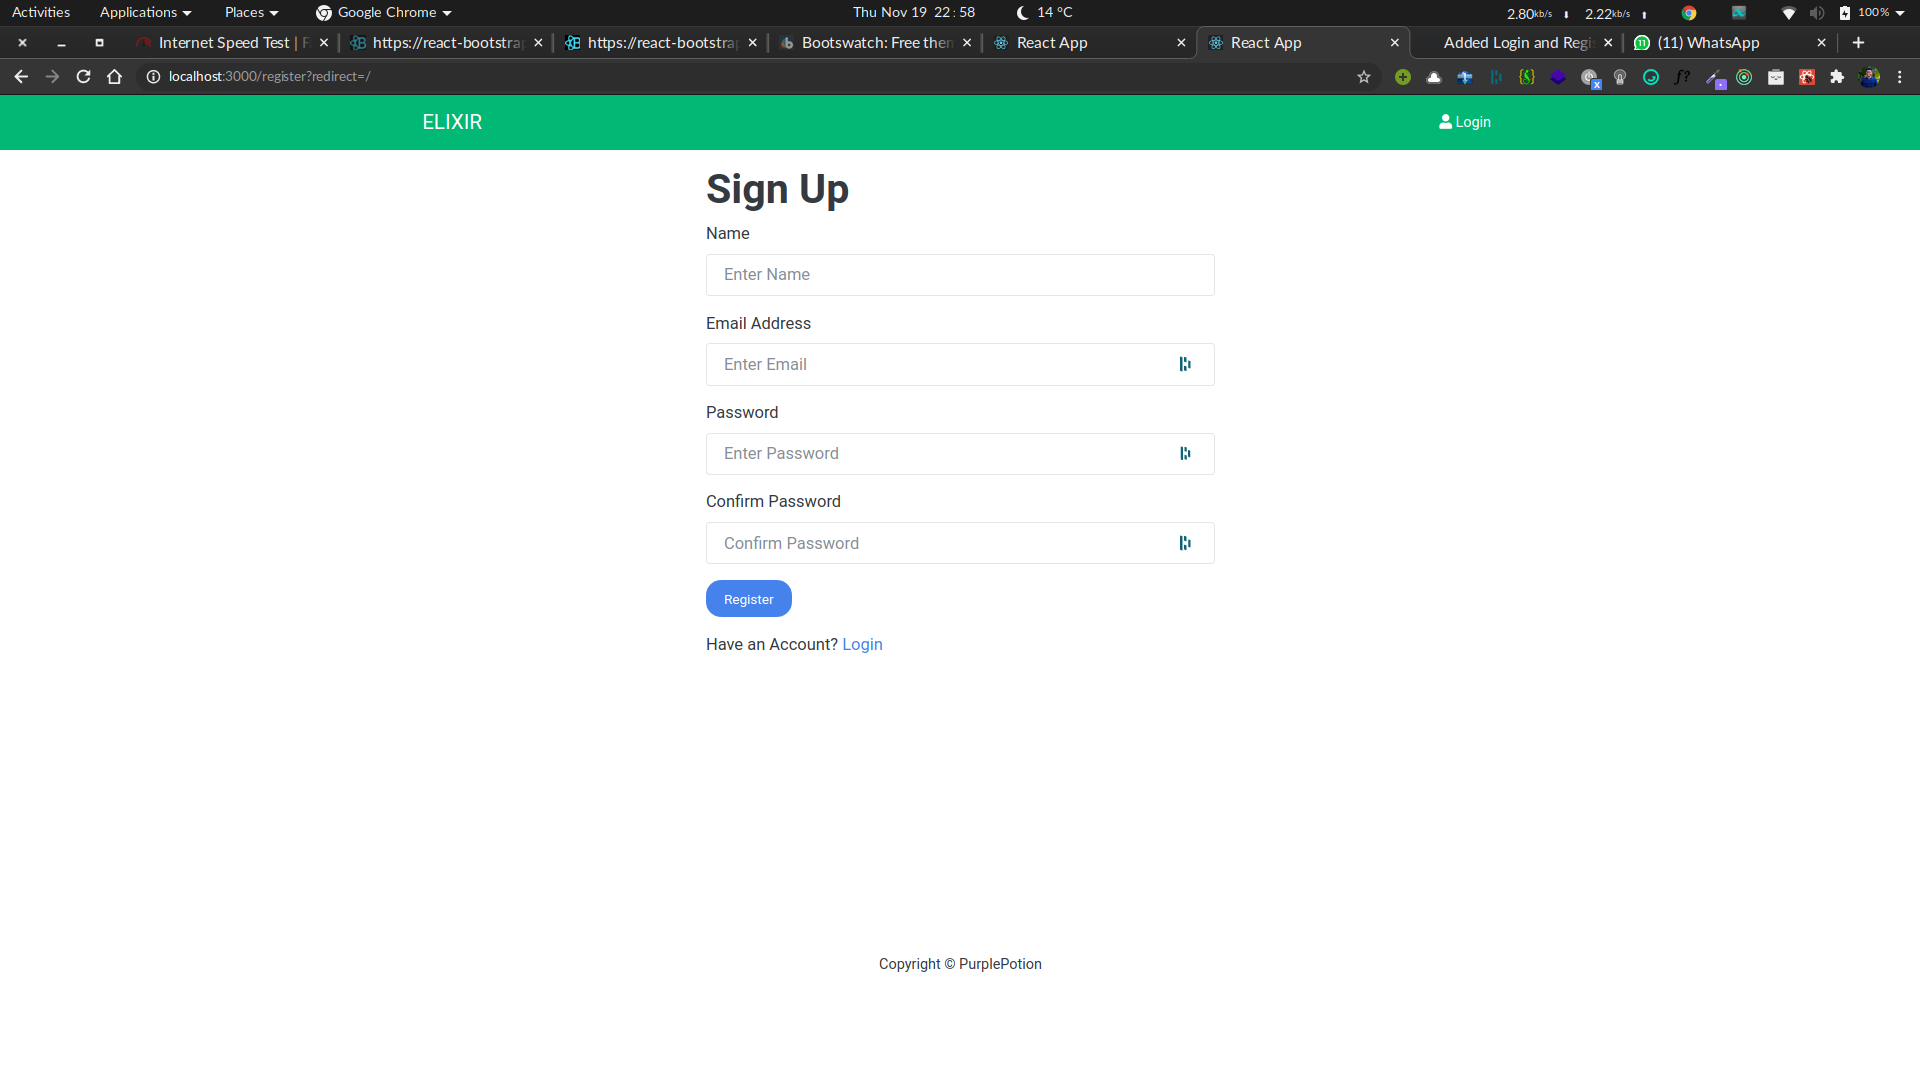 Activities Applications Places Google Chrome Thu Nov 19 22:58 14 °C 2.80kb/s 2.22kb/s 100%
Internet Speed Test | https://react-bootstra https://react-bootstra Bootswatch: Free the React App React App Added Login and Regi (11) WhatsApp
localhost:3000/register?redirect=/
ELIXIR Login
Sign Up
Name
Enter Name
Email Address
Enter Email
Password
Enter Password
Confirm Password
Confirm Password
Register
Have an Account? Login
Copyright © PurplePotion